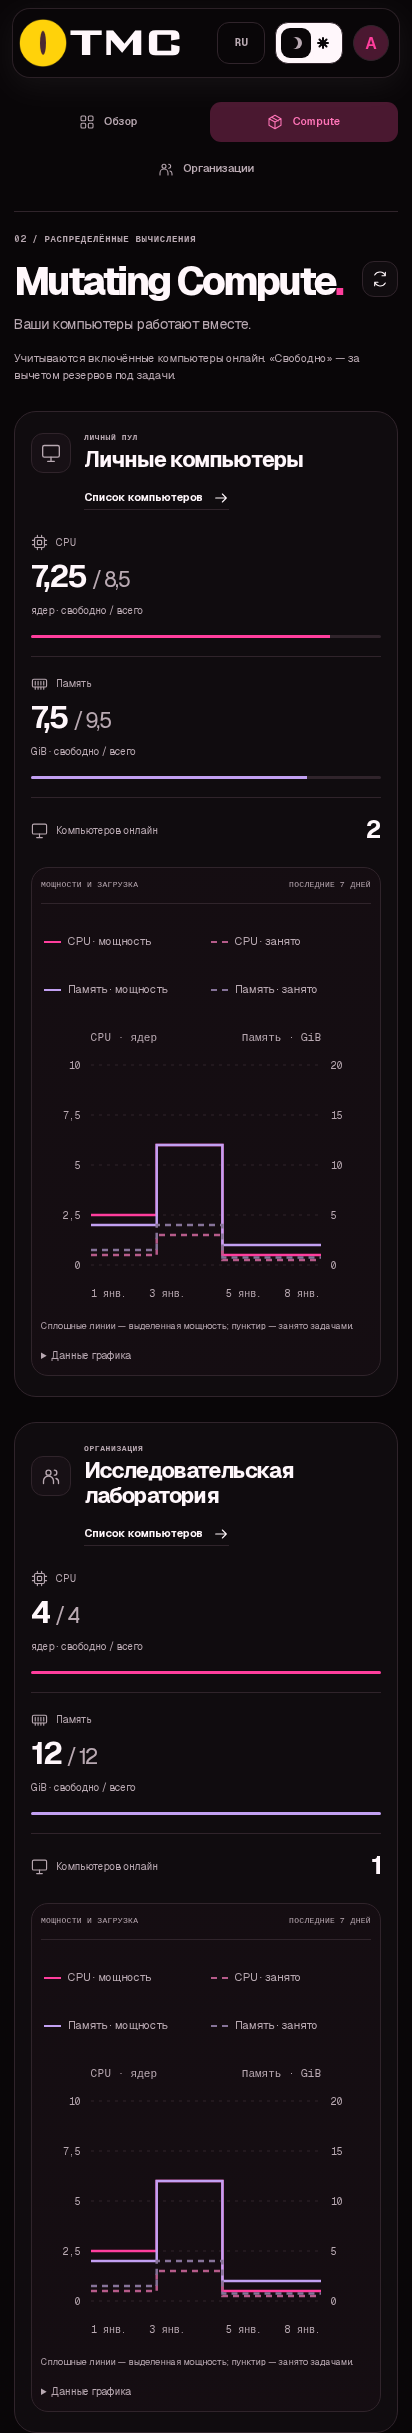 TMC
RU
A
Обзор
Compute
Организации
02 / РАСПРЕДЕЛЁННЫЕ ВЫЧИСЛЕНИЯ
Mutating Compute.
Ваши компьютеры работают вместе.
Учитываются включённые компьютеры онлайн. «Свободно» — за
вычетом резервов под задачи.
ЛИЧНЫЙ ПУЛ
Личные компьютеры
Список компьютеров →
CPU
7,25 / 8,5
ядер · свободно / всего
Память
7,5 / 9,5
GiB · свободно / всего
Компьютеров онлайн 2
МОЩНОСТИ И ЗАГРУЗКА ПОСЛЕДНИЕ 7 ДНЕЙ
CPU · мощность CPU · занято
Память · мощность Память · занято
CPU · ядер Память · GiB
10 20
7,5 15
5 10
2,5 5
0 0
1 янв. 3 янв. 5 янв. 8 янв.
Сплошные линии — выделенная мощность; пунктир — занято задачами.
▶ Данные графика
ОРГАНИЗАЦИЯ
Исследовательская
лаборатория
Список компьютеров →
CPU
4 / 4
ядер · свободно / всего
Память
12 / 12
GiB · свободно / всего
Компьютеров онлайн 1
МОЩНОСТИ И ЗАГРУЗКА ПОСЛЕДНИЕ 7 ДНЕЙ
CPU · мощность CPU · занято
Память · мощность Память · занято
CPU · ядер Память · GiB
10 20
7,5 15
5 10
2,5 5
0 0
1 янв. 3 янв. 5 янв. 8 янв.
Сплошные линии — выделенная мощность; пунктир — занято задачами.
▶ Данные графика